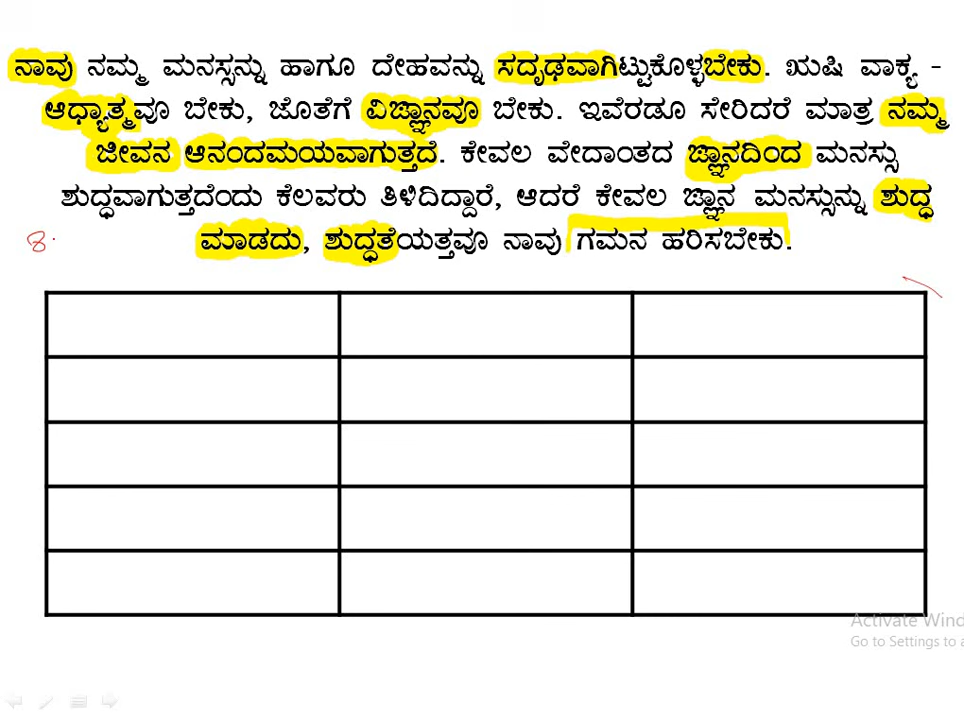 ನಾವು ನಮ್ಮ ಮನಸ್ಸನ್ನು ಹಾಗೂ ದೇಹವನ್ನು ಸದೃಢವಾಗಿಟ್ಟುಕೊಳ್ಳಬೇಕು. ಋಷಿ ವಾಕ್ಯ -
ಆಧ್ಯಾತ್ಮವೂ ಬೇಕು, ಜೊತೆಗೆ ವಿಜ್ಞಾನವೂ ಬೇಕು. ಇವೆರಡೂ ಸೇರಿದರೆ ಮಾತ್ರ ನಮ್ಮ
ಜೀವನ ಆನಂದಮಯವಾಗುತ್ತದೆ. ಕೇವಲ ವೇದಾಂತದ ಜ್ಞಾನದಿಂದ ಮನಸ್ಸು
ಶುದ್ಧವಾಗುತ್ತದೆಂದು ಕೆಲವರು ತಿಳಿದಿದ್ದಾರೆ, ಆದರೆ ಕೇವಲ ಜ್ಞಾನ ಮನಸ್ಸುನ್ನು ಶುದ್ಧ
8. ಮಾಡದು, ಶುದ್ಧತೆಯತ್ತವೂ ನಾವು ಗಮನ ಹರಿಸಬೇಕು.
Activate Wind
Go to Settings to a